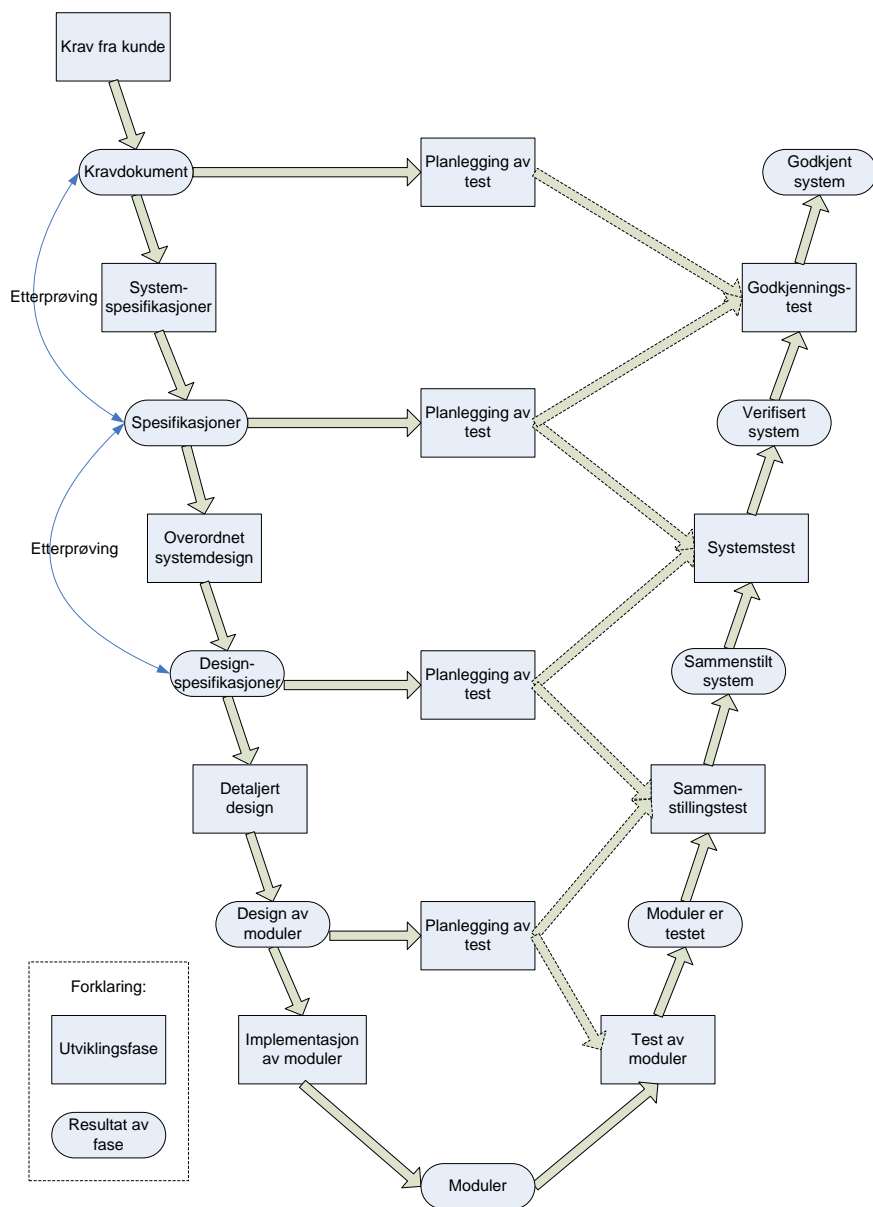 Krav fra kunde
Kravdokument
Planlegging av
test
Godkjent
system
Etterprøving
System-
spesifikasjoner
Godkjennings-
test
Spesifikasjoner
Planlegging av
test
Verifisert
system
Etterprøving
Overordnet
systemdesign
Systemstest
Design-
spesifikasjoner
Planlegging av
test
Sammenstilt
system
Detaljert
design
Sammen-
stillingstest
Design av
moduler
Planlegging av
test
Moduler er
testet
Forklaring:
Utviklingsfase
Resultat av
fase
Implementasjon
av moduler
Test av
moduler
Moduler